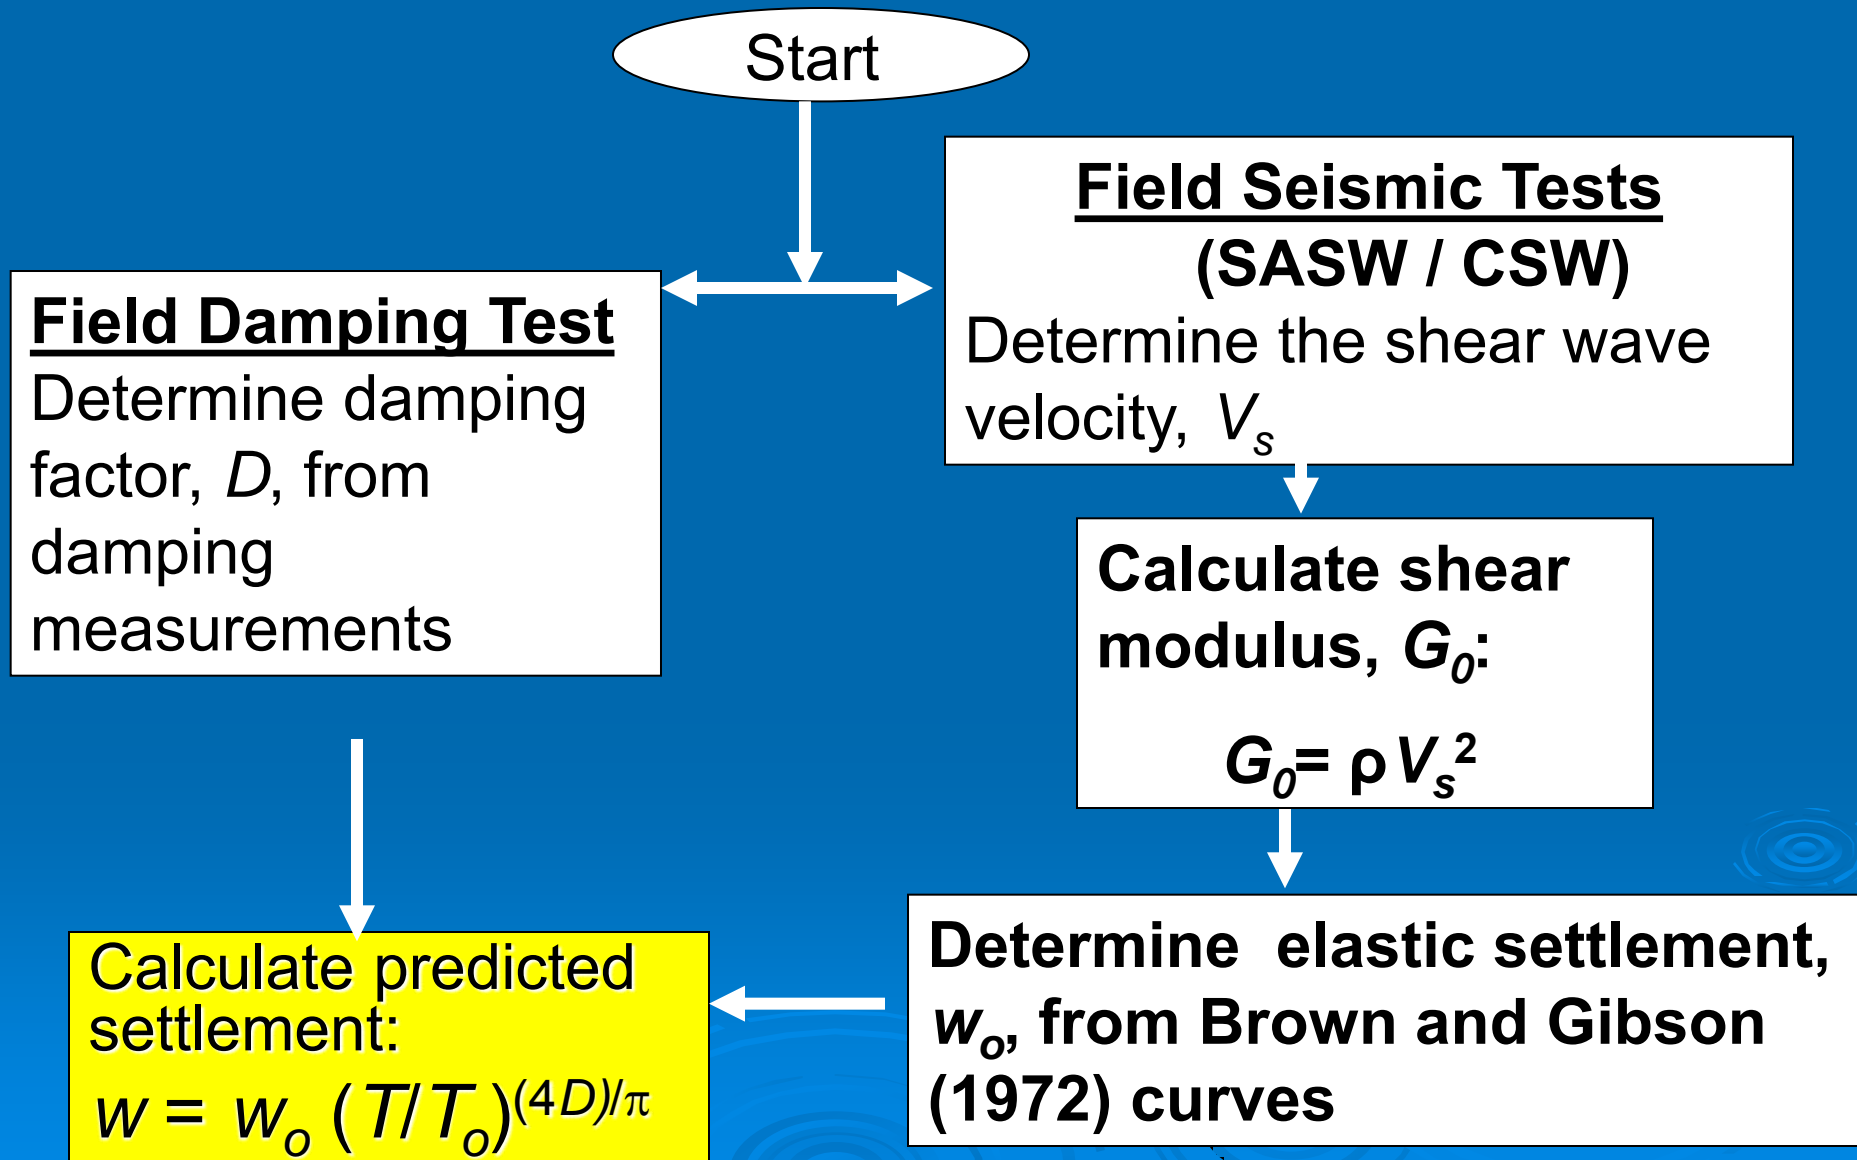 Start
Field Seismic Tests
(SASW / CSW)
Determine the shear wave
velocity, Vₛ
Field Damping Test
Determine damping
factor, D, from
damping
measurements
Calculate shear
modulus, G₀:
G₀= ρVₛ²
Determine elastic settlement,
wₒ, from Brown and Gibson
(1972) curves
Calculate predicted
settlement:
w = wₒ (T/Tₒ)^(4D)/π